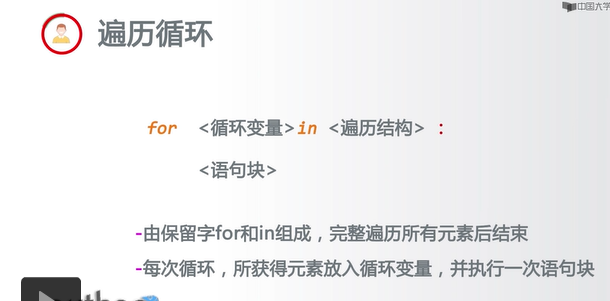 中国大学
遍历循环
for <循环变量>in <遍历结构> :
<语句块>
-由保留字for和in组成，完整遍历所有元素后结束
-每次循环，所获得元素放入循环变量，并执行一次语句块